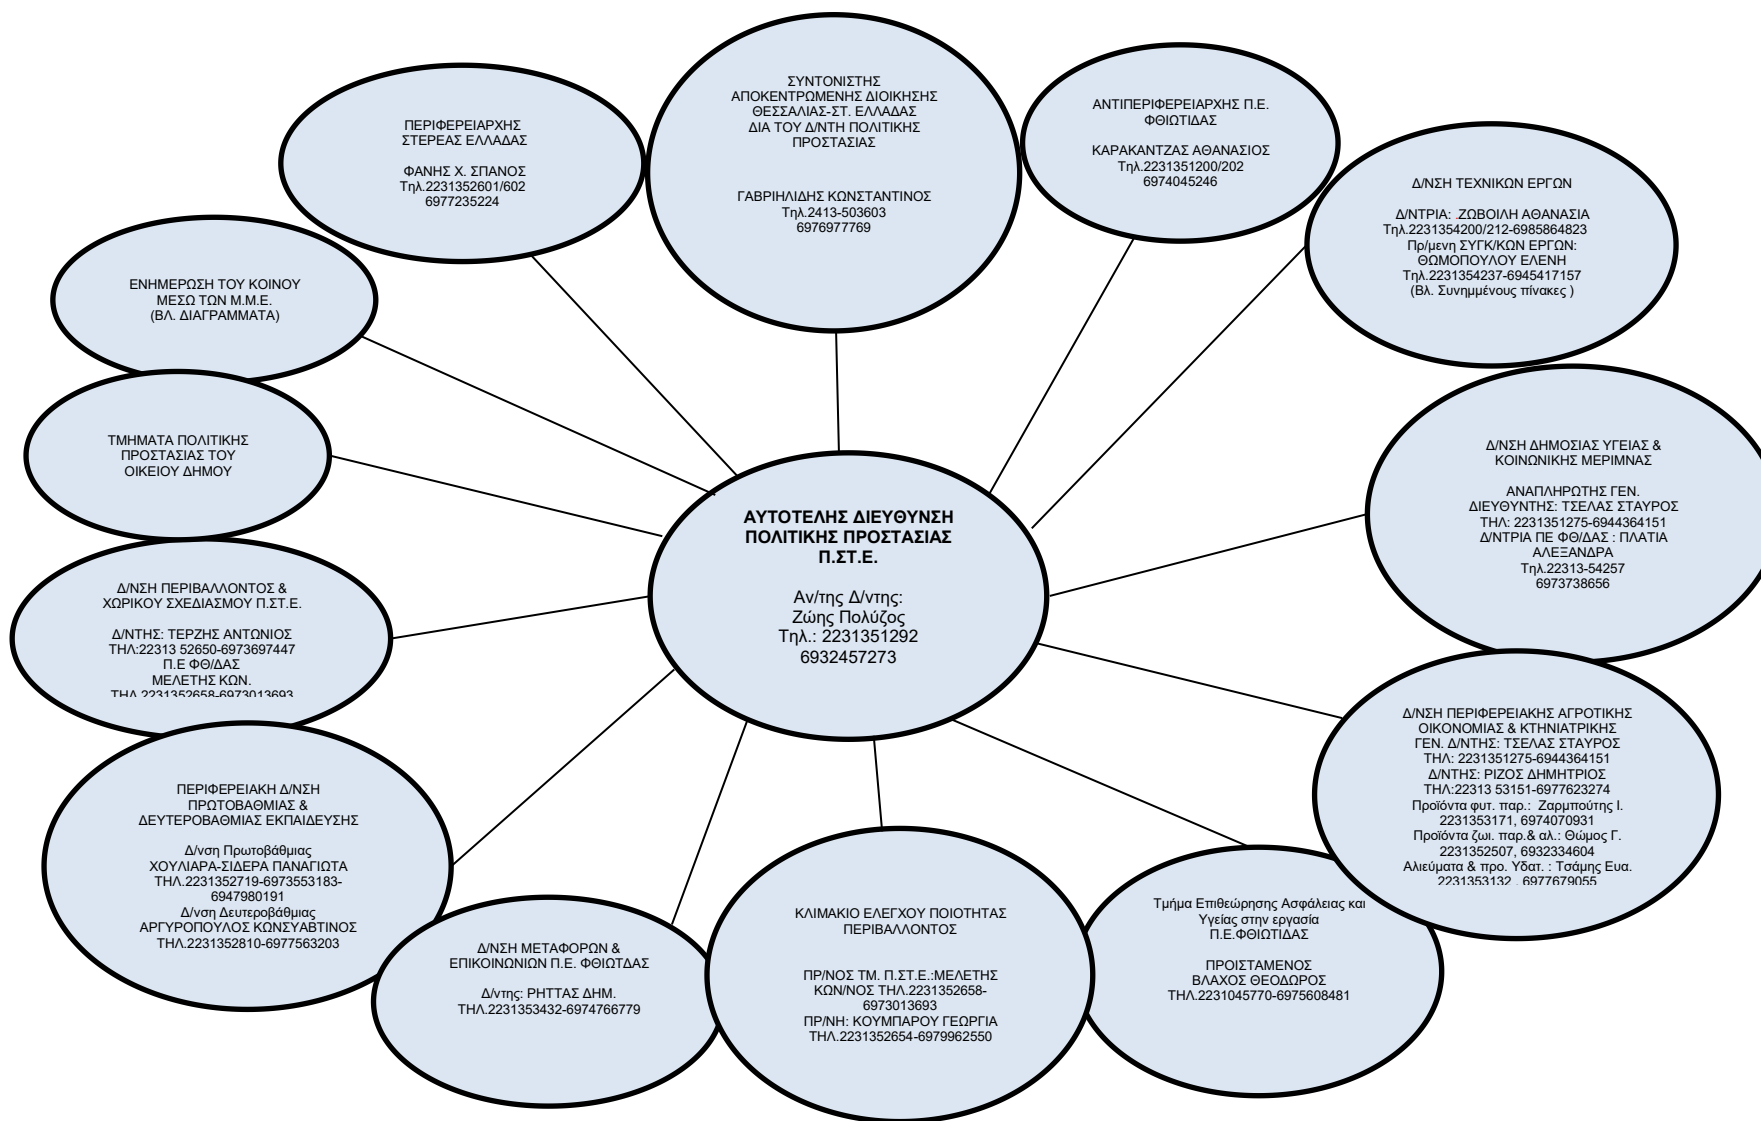 ΣΥΝΤΟΝΙΣΤΗΣ
ΑΠΟΚΕΝΤΡΩΜΕΝΗΣ ΔΙΟΙΚΗΣΗΣ
ΘΕΣΣΑΛΙΑΣ-ΣΤ. ΕΛΛΑΔΑΣ
ΔΙΑ ΤΟΥ Δ/ΝΤΗ ΠΟΛΙΤΙΚΗΣ
ΠΡΟΣΤΑΣΙΑΣ
ΓΑΒΡΙΗΛΙΔΗΣ ΚΩΝΣΤΑΝΤΙΝΟΣ
Τηλ.2413-503603
6976977769
ΑΝΤΙΠΕΡΙΦΕΡΕΙΑΡΧΗΣ Π.Ε.
ΦΘΙΩΤΙΔΑΣ
ΚΑΡΑΚΑΝΤΖΑΣ ΑΘΑΝΑΣΙΟΣ
Τηλ.2231351200/202
6974045246
ΠΕΡΙΦΕΡΕΙΑΡΧΗΣ
ΣΤΕΡΕΑΣ ΕΛΛΑΔΑΣ
ΦΑΝΗΣ Χ. ΣΠΑΝΟΣ
Τηλ.2231352601/602
6977235224
Δ/ΝΣΗ ΤΕΧΝΙΚΩΝ ΕΡΓΩΝ
Δ/ΝΤΡΙΑ: .ΖΩΒΟΙΛΗ ΑΘΑΝΑΣΙΑ
Τηλ.2231354200/212-6985864823
Πρ/μενη ΣΥΓΚ/ΚΩΝ ΕΡΓΩΝ:
ΘΩΜΟΠΟΥΛΟΥ ΕΛΕΝΗ
Τηλ.2231354237-6945417157
(Βλ. Συνημμένους πίνακες )
ΕΝΗΜΕΡΩΣΗ ΤΟΥ ΚΟΙΝΟΥ
ΜΕΣΩ ΤΩΝ Μ.Μ.Ε.
(ΒΛ. ΔΙΑΓΡΑΜΜΑΤΑ)
ΤΜΗΜΑΤΑ ΠΟΛΙΤΙΚΗΣ
ΠΡΟΣΤΑΣΙΑΣ ΤΟΥ
ΟΙΚΕΙΟΥ ΔΗΜΟΥ
Δ/ΝΣΗ ΔΗΜΟΣΙΑΣ ΥΓΕΙΑΣ &
ΚΟΙΝΩΝΙΚΗΣ ΜΕΡΙΜΝΑΣ
ΑΝΑΠΛΗΡΩΤΗΣ ΓΕΝ.
ΔΙΕΥΘΥΝΤΗΣ: ΤΣΕΛΑΣ ΣΤΑΥΡΟΣ
ΤΗΛ: 2231351275-6944364151
Δ/ΝΤΡΙΑ ΠΕ ΦΘ/ΔΑΣ : ΠΛΑΤΙΑ
ΑΛΕΞΑΝΔΡΑ
Τηλ.22313-54257
6973738656
ΑΥΤΟΤΕΛΗΣ ΔΙΕΥΘΥΝΣΗ
ΠΟΛΙΤΙΚΗΣ ΠΡΟΣΤΑΣΙΑΣ
Π.ΣΤ.Ε.
Αν/της Δ/ντης:
Ζώης Πολύζος
Τηλ.: 2231351292
6932457273
Δ/ΝΣΗ ΠΕΡΙΒΑΛΛΟΝΤΟΣ &
ΧΩΡΙΚΟΥ ΣΧΕΔΙΑΣΜΟΥ Π.ΣΤ.Ε.
Δ/ΝΤΗΣ: ΤΕΡΖΗΣ ΑΝΤΩΝΙΟΣ
ΤΗΛ:22313 52650-6973697447
Π.Ε ΦΘ/ΔΑΣ
ΜΕΛΕΤΗΣ ΚΩΝ.
ΤΗΛ.2231352658-6973013693
Δ/ΝΣΗ ΠΕΡΙΦΕΡΕΙΑΚΗΣ ΑΓΡΟΤΙΚΗΣ
ΟΙΚΟΝΟΜΙΑΣ & ΚΤΗΝΙΑΤΡΙΚΗΣ
ΓΕΝ. Δ/ΝΤΗΣ: ΤΣΕΛΑΣ ΣΤΑΥΡΟΣ
ΤΗΛ: 2231351275-6944364151
Δ/ΝΤΗΣ: ΡΙΖΟΣ ΔΗΜΗΤΡΙΟΣ
ΤΗΛ:22313 53151-6977623274
Προϊόντα φυτ. παρ.: Ζαρμπούτης Ι.
2231353171, 6974070931
Προϊόντα ζωι. παρ.& αλ.: Θώμος Γ.
2231352507, 6932334604
Αλιεύματα & προ. Υδατ. : Τσάμης Ευα.
2231353132 , 6977679055
ΠΕΡΙΦΕΡΕΙΑΚΗ Δ/ΝΣΗ
ΠΡΩΤΟΒΑΘΜΙΑΣ &
ΔΕΥΤΕΡΟΒΑΘΜΙΑΣ ΕΚΠΑΙΔΕΥΣΗΣ
Δ/νση Πρωτοβάθμιας
ΧΟΥΛΙΑΡΑ-ΣΙΔΕΡΑ ΠΑΝΑΓΙΩΤΑ
ΤΗΛ.2231352719-6973553183-
6947980191
Δ/νση Δευτεροβάθμιας
ΑΡΓΥΡΟΠΟΥΛΟΣ ΚΩΝΣΥΑΒΤΙΝΟΣ
ΤΗΛ.2231352810-6977563203
Δ/ΝΣΗ ΜΕΤΑΦΟΡΩΝ &
ΕΠΙΚΟΙΝΩΝΙΩΝ Π.Ε. ΦΘΙΩΤΔΑΣ
Δ/ντης: ΡΗΤΤΑΣ ΔΗΜ.
ΤΗΛ.2231353432-6974766779
ΚΛΙΜΑΚΙΟ ΕΛΕΓΧΟΥ ΠΟΙΟΤΗΤΑΣ
ΠΕΡΙΒΑΛΛΟΝΤΟΣ
ΠΡ/ΝΟΣ ΤΜ. Π.ΣΤ.Ε.:ΜΕΛΕΤΗΣ
ΚΩΝ/ΝΟΣ ΤΗΛ.2231352658-
6973013693
ΠΡ/ΝΗ: ΚΟΥΜΠΑΡΟΥ ΓΕΩΡΓΙΑ
ΤΗΛ.2231352654-6979962550
Τμήμα Επιθεώρησης Ασφάλειας και
Υγείας στην εργασία
Π.Ε.ΦΘΙΩΤΙΔΑΣ
ΠΡΟΙΣΤΑΜΕΝΟΣ
ΒΛΑΧΟΣ ΘΕΟΔΩΡΟΣ
ΤΗΛ.2231045770-6975608481